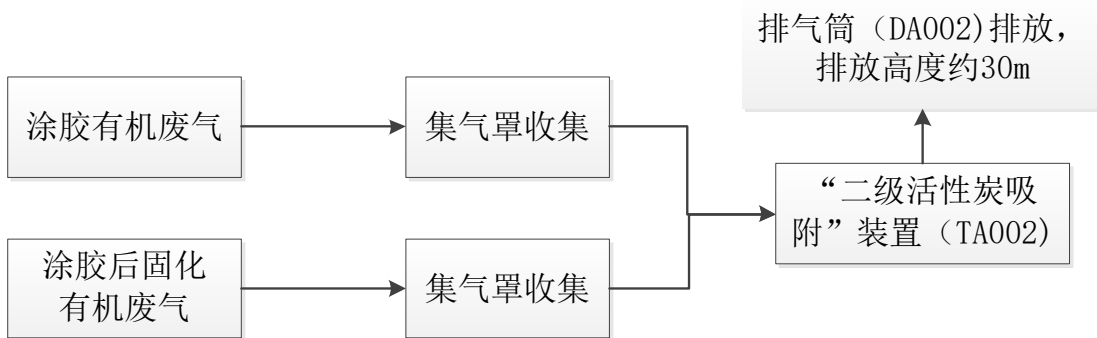 涂胶有机废气
集气罩收集
涂胶后固化
有机废气
集气罩收集
“二级活性炭吸
附”装置（TA002)
排气筒（DA002)排放，
排放高度约30m